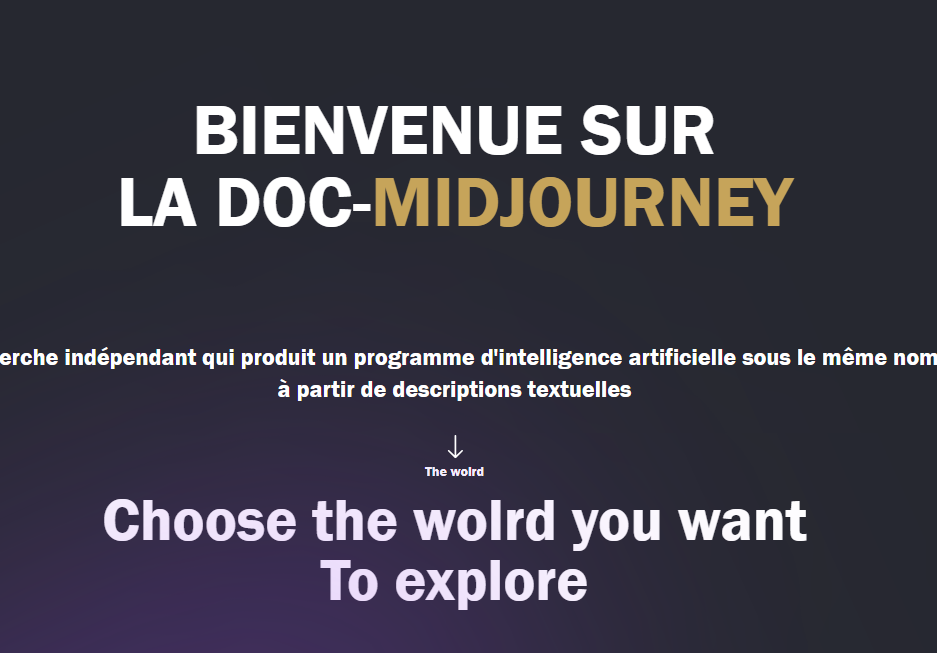 BIENVENUE SUR
LA DOC-MIDJOURNEY
erche indépendant qui produit un programme d'intelligence artificielle sous le même nom
à partir de descriptions textuelles
The wolrd
Choose the wolrd you want
To explore